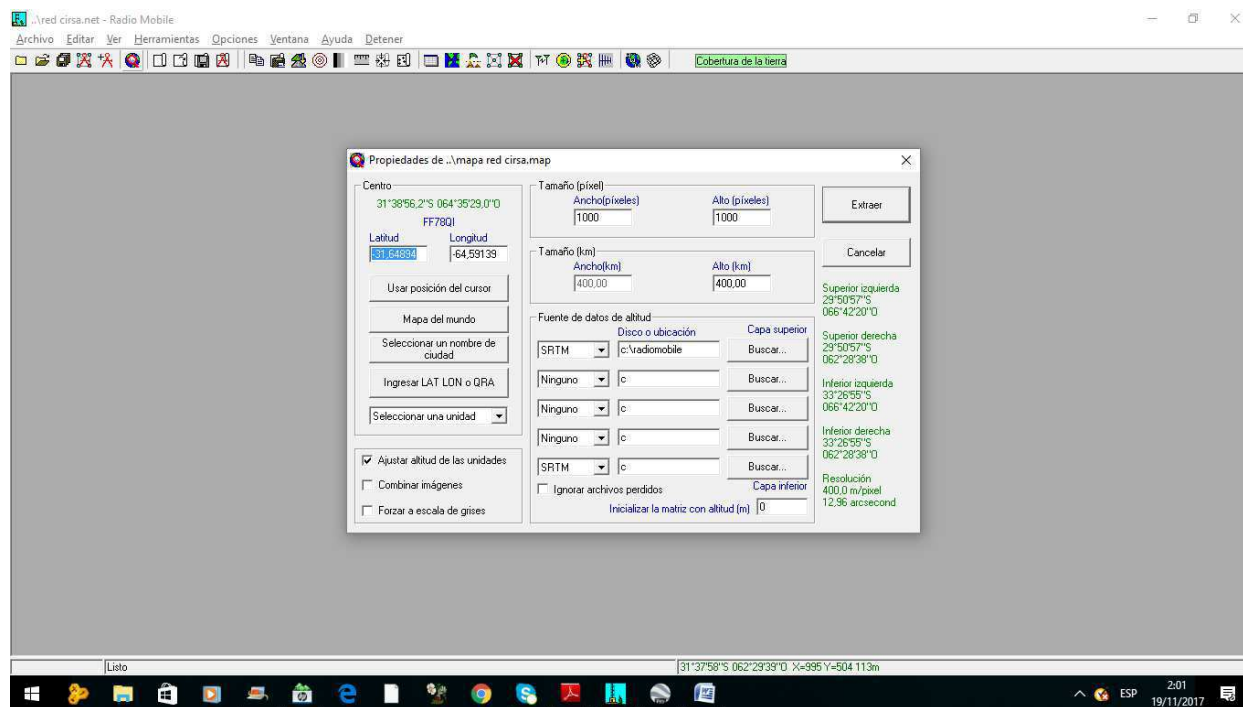 ..\red cirsa.net - Radio Mobile
Archivo Editar Ver Herramientas Opciones Ventana Ayuda Detener
Cobertura de la tierra
Propiedades de ..\mapa red cirsa.map
Centro
31°38'56,2"S 064°35'29,0"O
FF78QI
Latitud Longitud
-31,64894 -64,59139
Usar posición del cursor
Mapa del mundo
Seleccionar un nombre de ciudad
Ingresar LAT LON o QRA
Seleccionar una unidad
Ajustar altitud de las unidades
Combinar imágenes
Forzar a escala de grises
Tamaño (píxel)
Ancho(píxeles) Alto (píxeles)
1000 1000
Tamaño (km)
Ancho(km) Alto (km)
400,00 400,00
Fuente de datos de altitud
Disco o ubicación Capa superior
SRTM c:\radiomobile Buscar...
Ninguno c Buscar...
Ninguno c Buscar...
Ninguno c Buscar...
SRTM c Buscar...
Ignorar archivos perdidos Capa inferior
Inicializar la matriz con altitud (m) 0
Extraer
Cancelar
Superior izquierda
29°50'57"S
066°42'20"O
Superior derecha
29°50'57"S
062°28'38"O
Inferior izquierda
33°26'55"S
066°42'20"O
Inferior derecha
33°26'55"S
062°28'38"O
Resolución
400,0 m/pixel
12,96 arcsecond
Listo 31°37'58"S 062°29'39"O X=995 Y=504 113m
ESP 2:01
19/11/2017